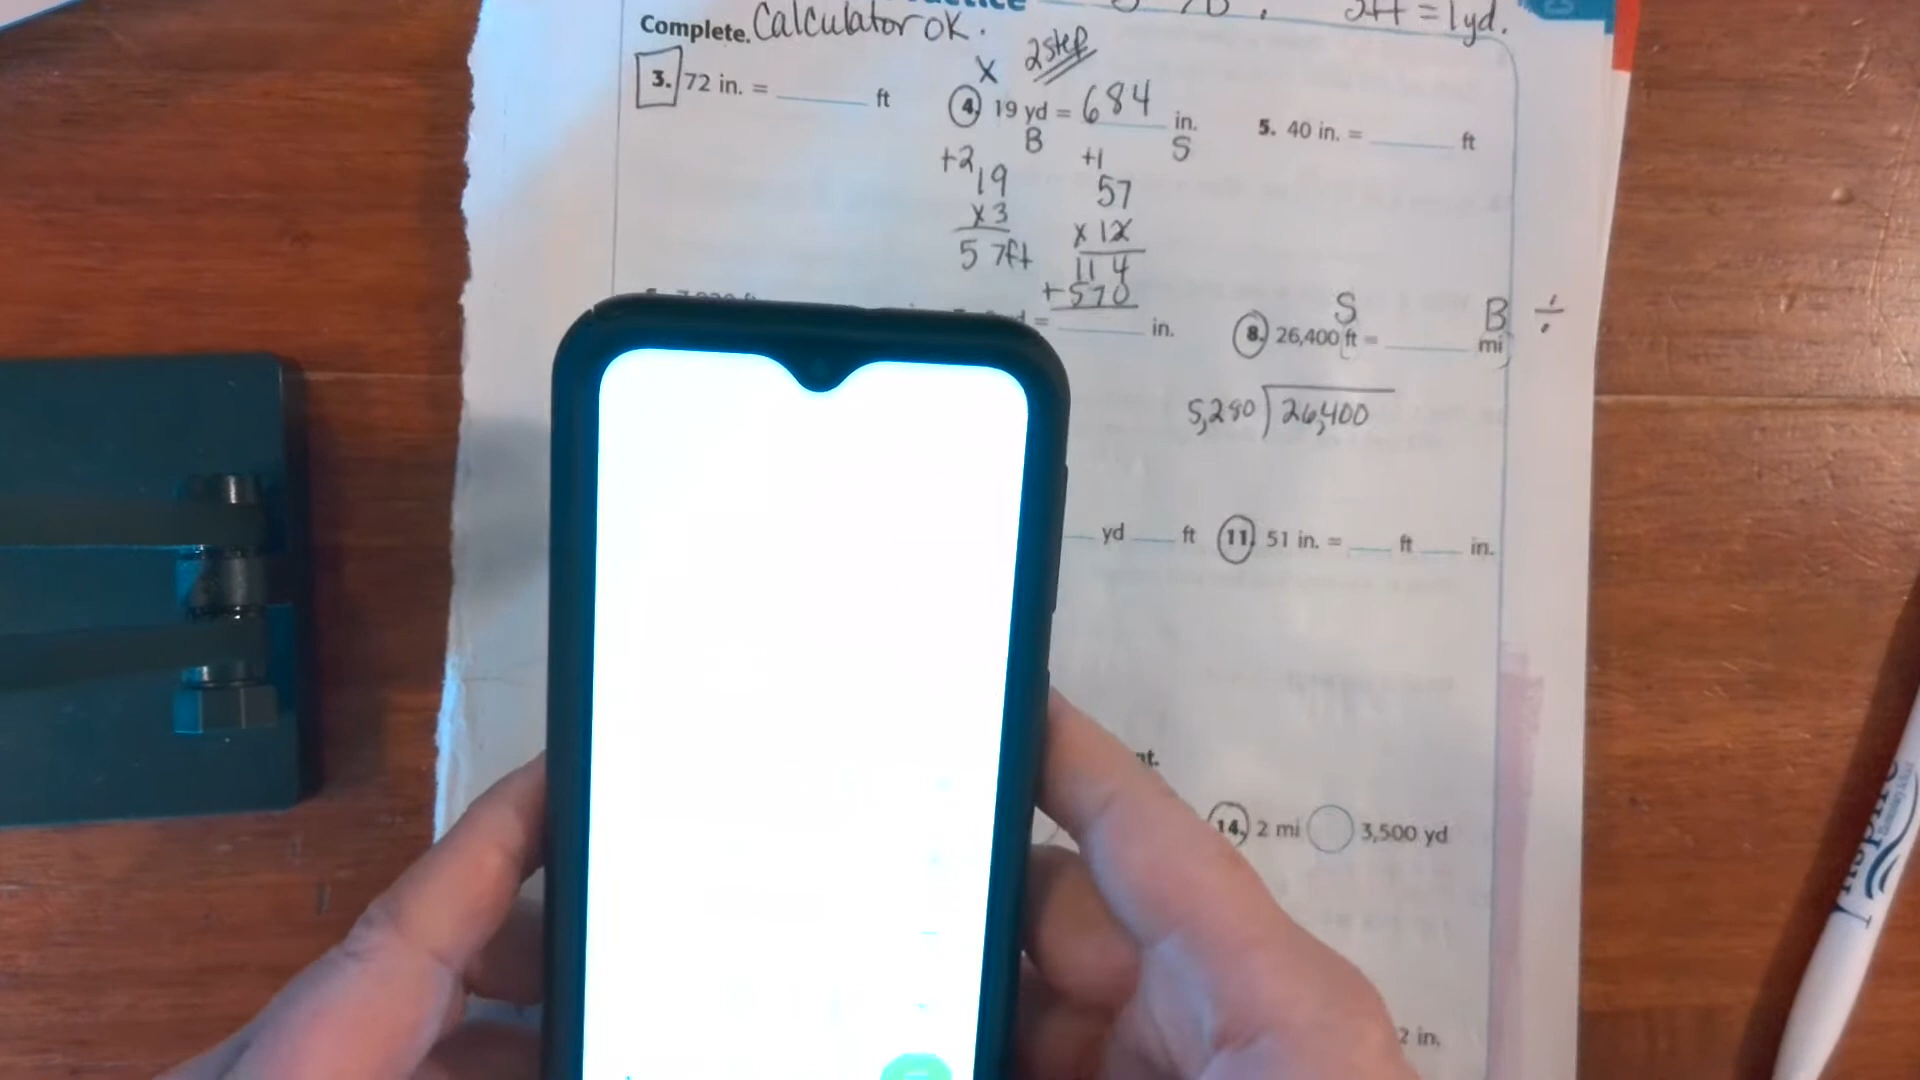 3ft = 1yd.
Complete. Calculator OK.
X 2 step
3. 72 in. = ft
4. 19 yd = 684 in.
5. 40 in. = ft
B S
+2 +1
19 57
x3 x 12
57ft 114
+570
S B ÷
= in.
8. 26,400 ft = mi
5,280 26,400
yd ft
11. 51 in. = ft in.
14. 2 mi 3,500 yd
2 in.